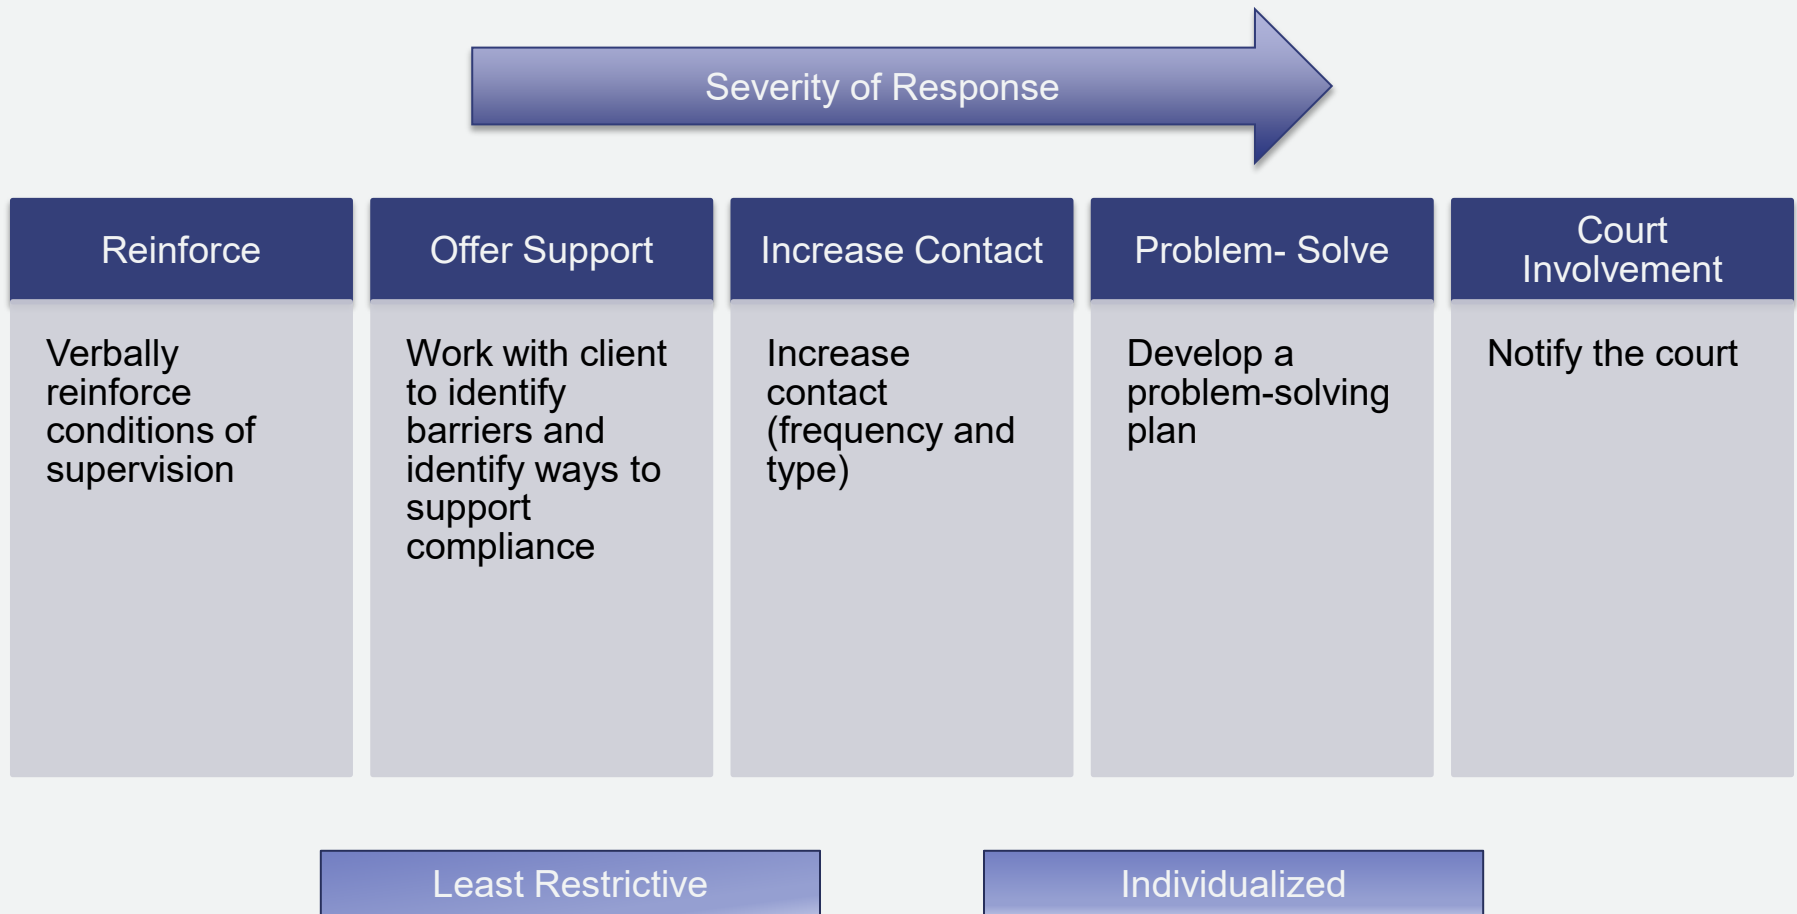 Severity of Response
Reinforce
Verbally
reinforce
conditions of
supervision
Offer Support
Work with client
to identify
barriers and
identify ways to
support
compliance
Increase Contact
Increase
contact
(frequency and
type)
Problem- Solve
Develop a
problem-solving
plan
Court
Involvement
Notify the court
Least Restrictive
Individualized